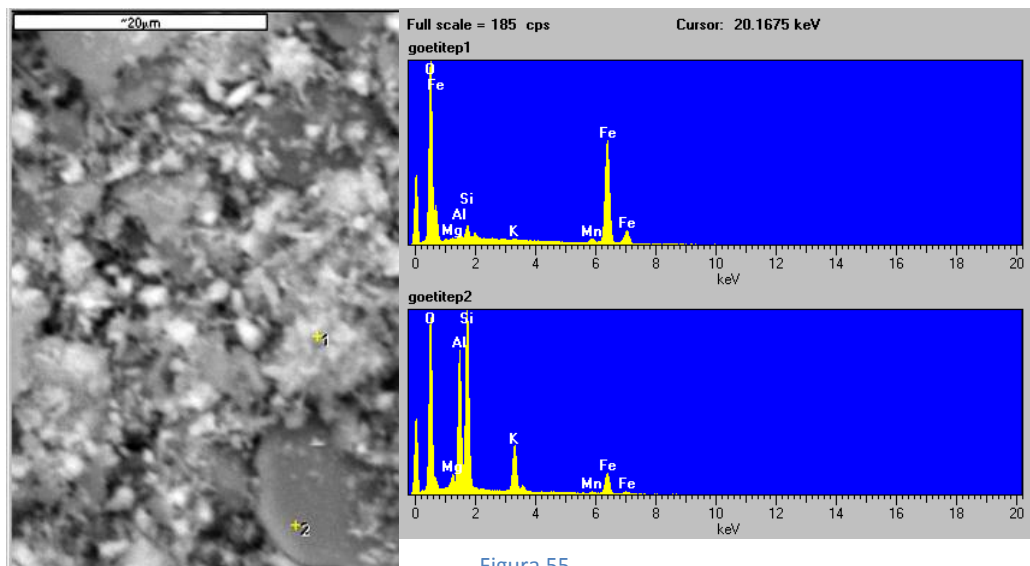 ~20µm
1
2
Full scale = 185 cps Cursor: 20.1675 keV
goetitep1
O
Fe
Si
Al
Mg
K
Mn
Fe
Fe
0 2 4 6 8 10 12 14 16 18 20
keV
goetitep2
O
Si
Al
Mg
K
Mn
Fe
Fe
0 2 4 6 8 10 12 14 16 18 20
keV
Figura 55